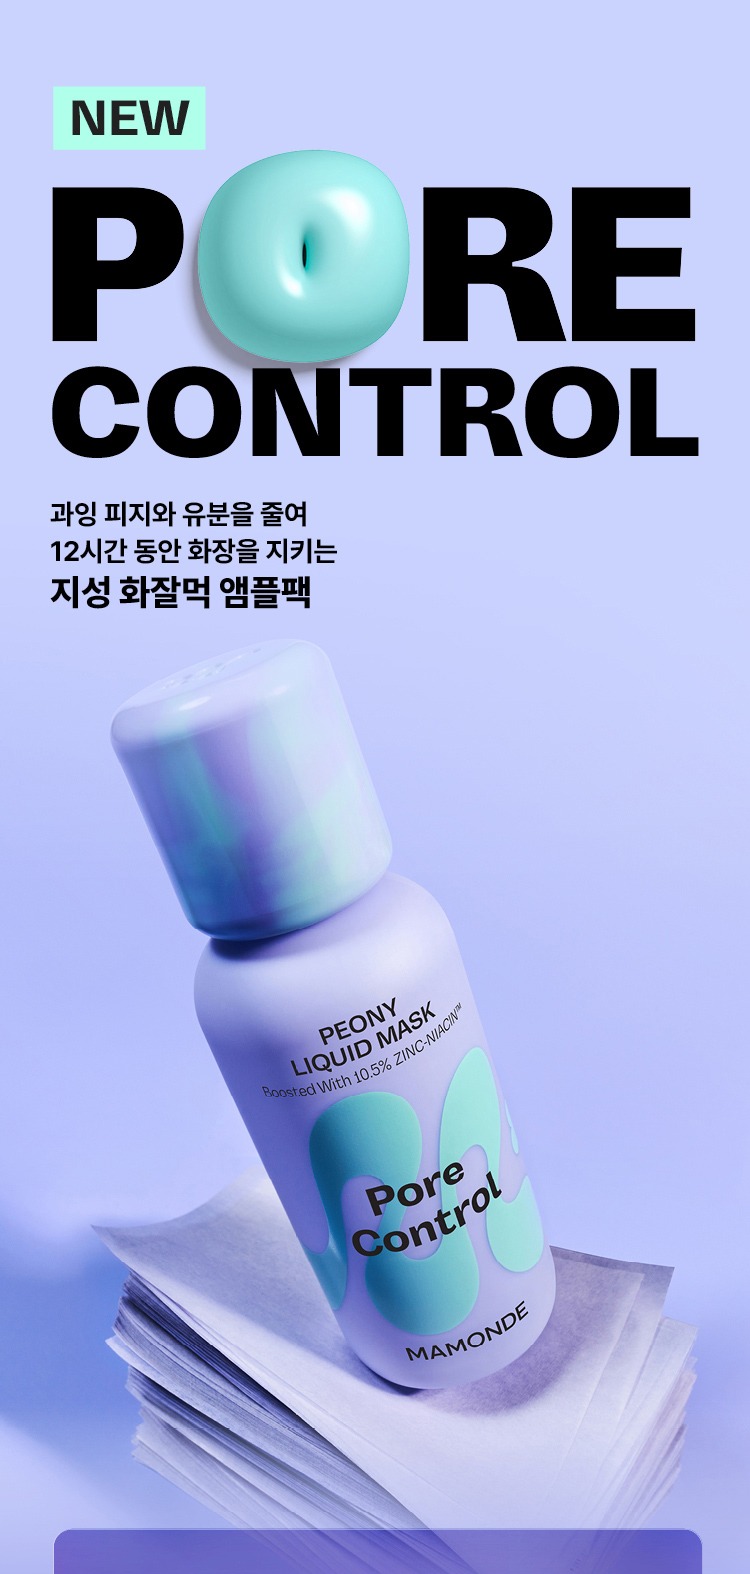 NEW
PORE
CONTROL
과잉 피지와 유분을 줄여
12시간 동안 화장을 지키는
지성 화잘먹 앰플팩
PEONY
LIQUID MASK
Boosted With 10.5% ZINC-NIACIN™
Pore
Control
MAMONDE